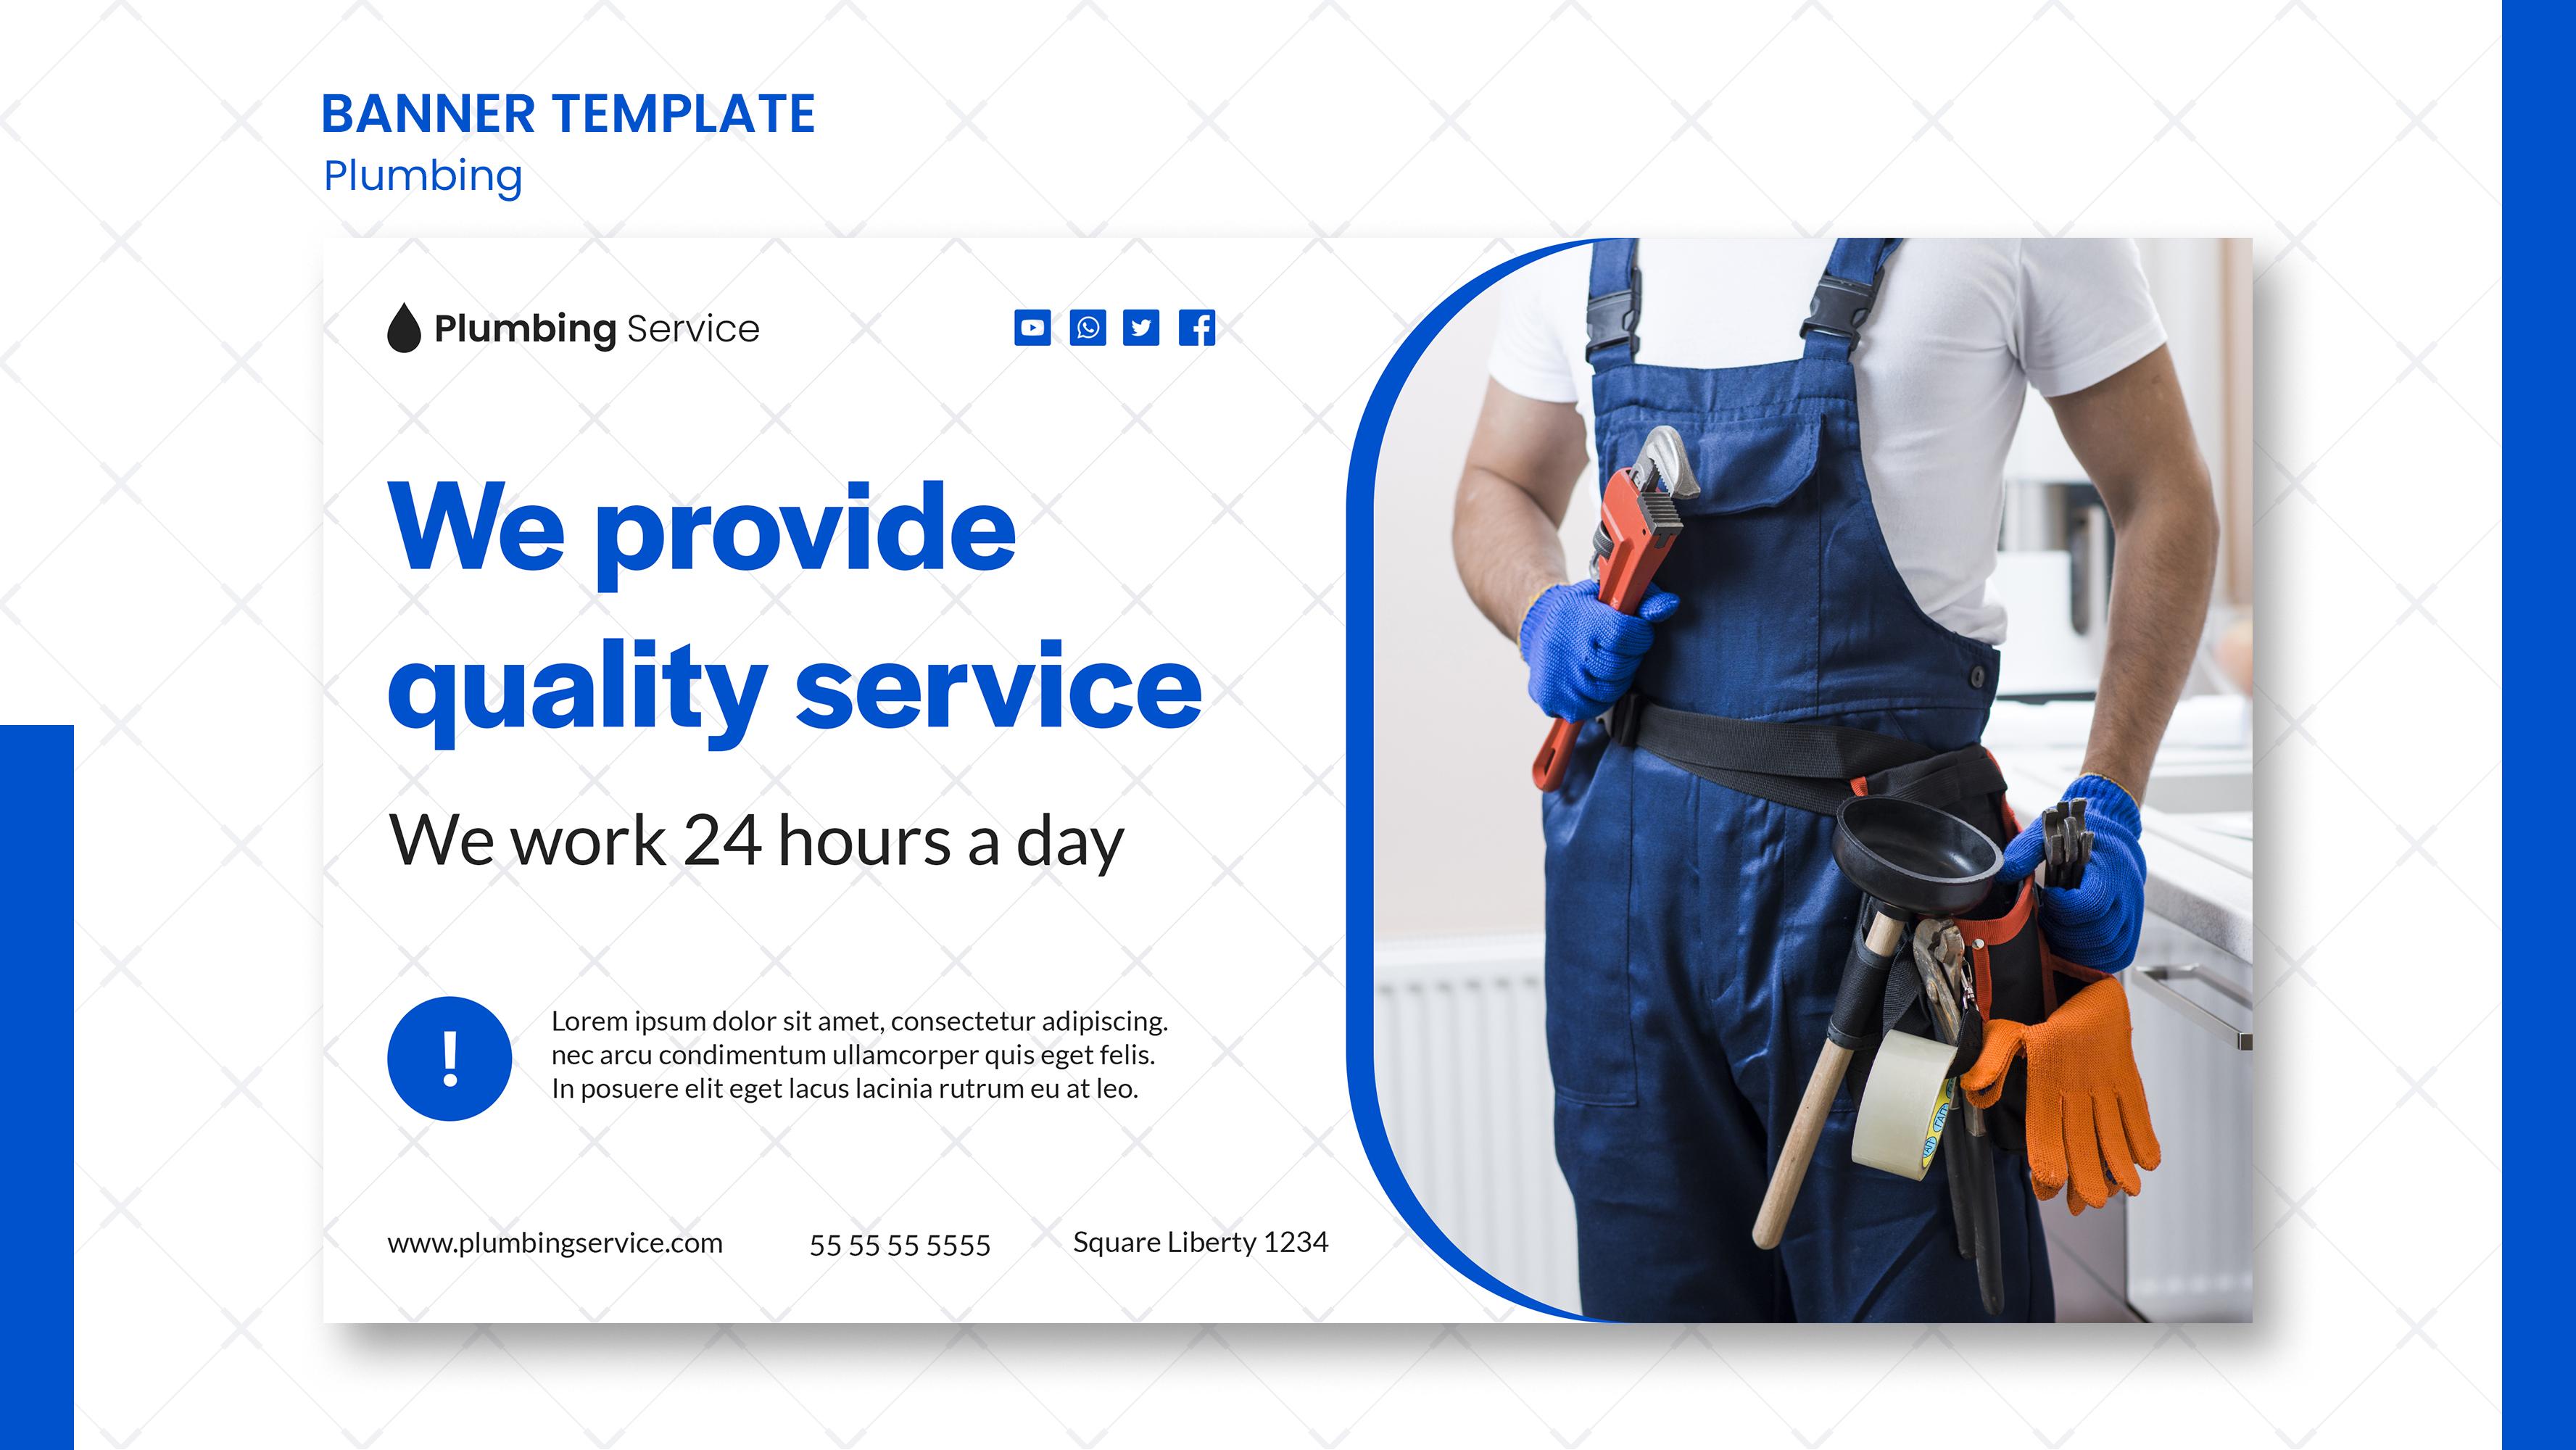 BANNER TEMPLATE
Plumbing
Plumbing Service
We provide
quality service
We work 24 hours a day
!
Lorem ipsum dolor sit amet, consectetur adipiscing.
nec arcu condimentum ullamcorper quis eget felis.
In posuere elit eget lacus lacinia rutrum eu at leo.
www.plumbingservice.com 55 55 55 5555 Square Liberty 1234